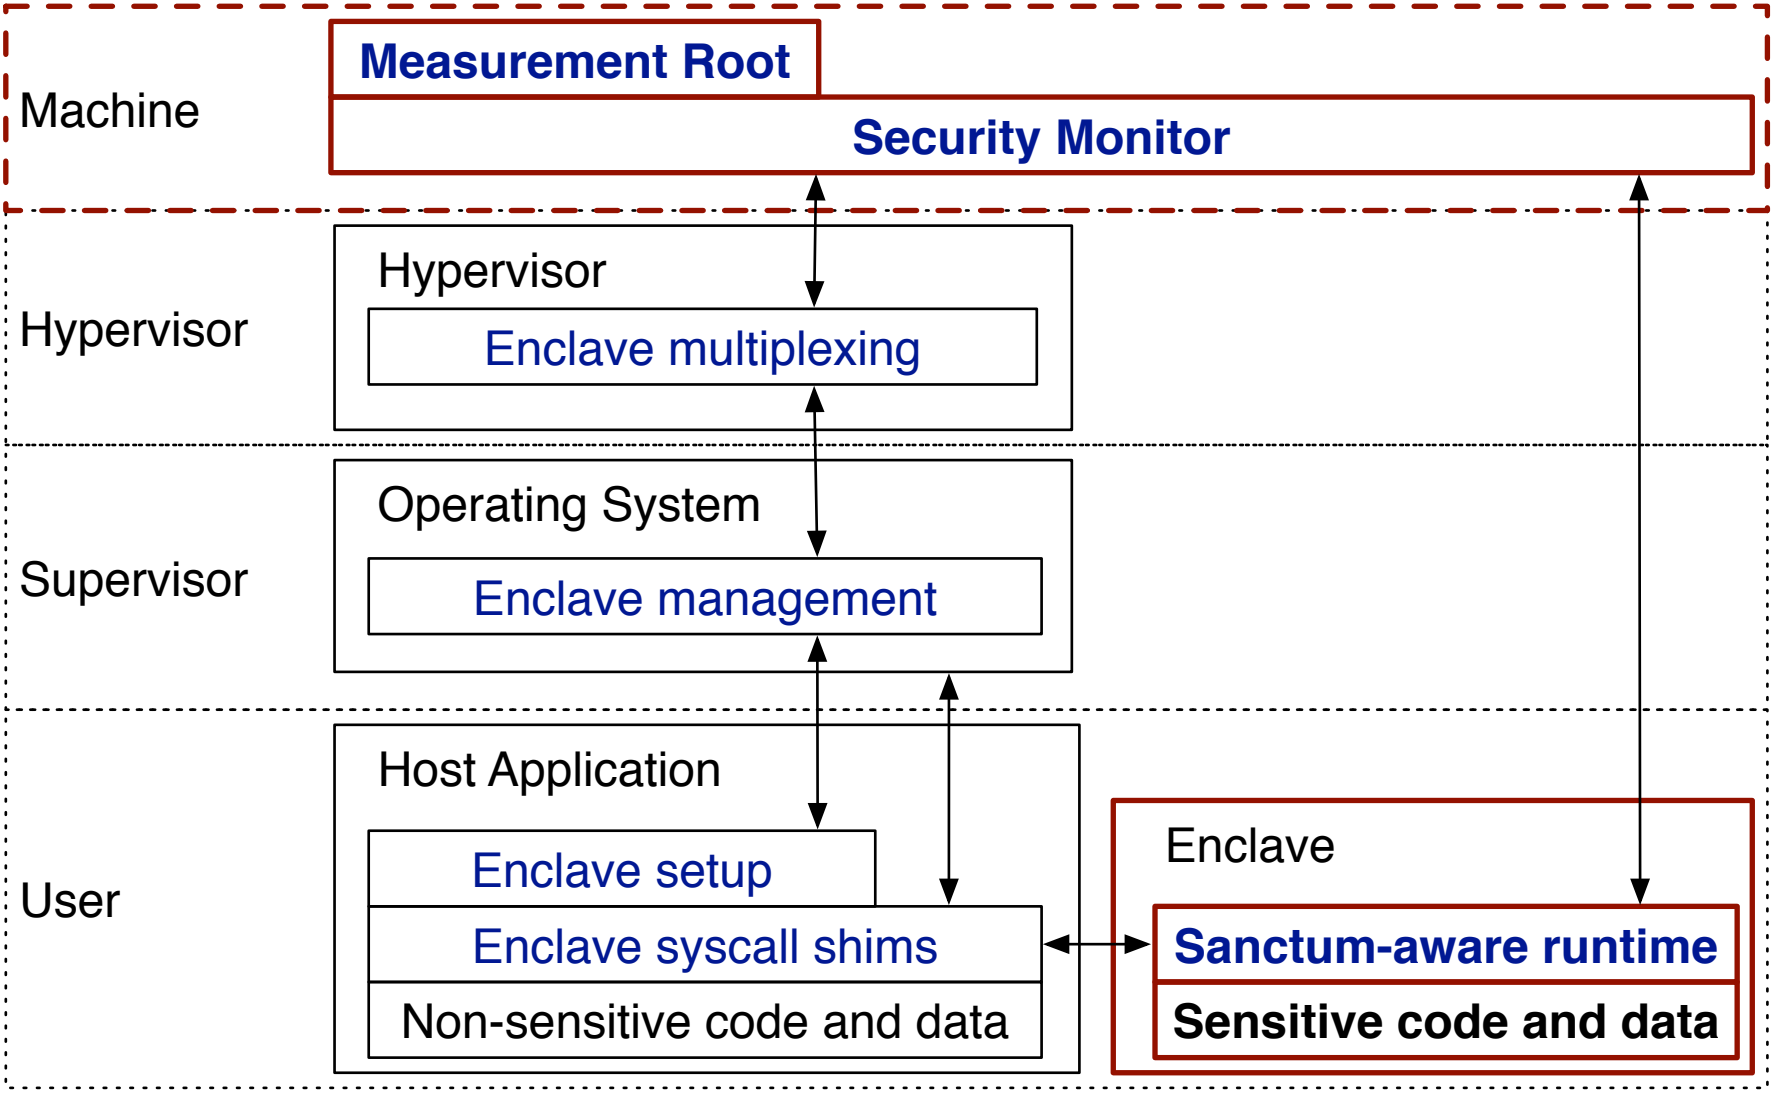 Measurement Root
Machine
Security Monitor
Hypervisor
Hypervisor
Enclave multiplexing
Operating System
Supervisor
Enclave management
Host Application
Enclave
Enclave setup
User
Enclave syscall shims
Sanctum-aware runtime
Non-sensitive code and data
Sensitive code and data